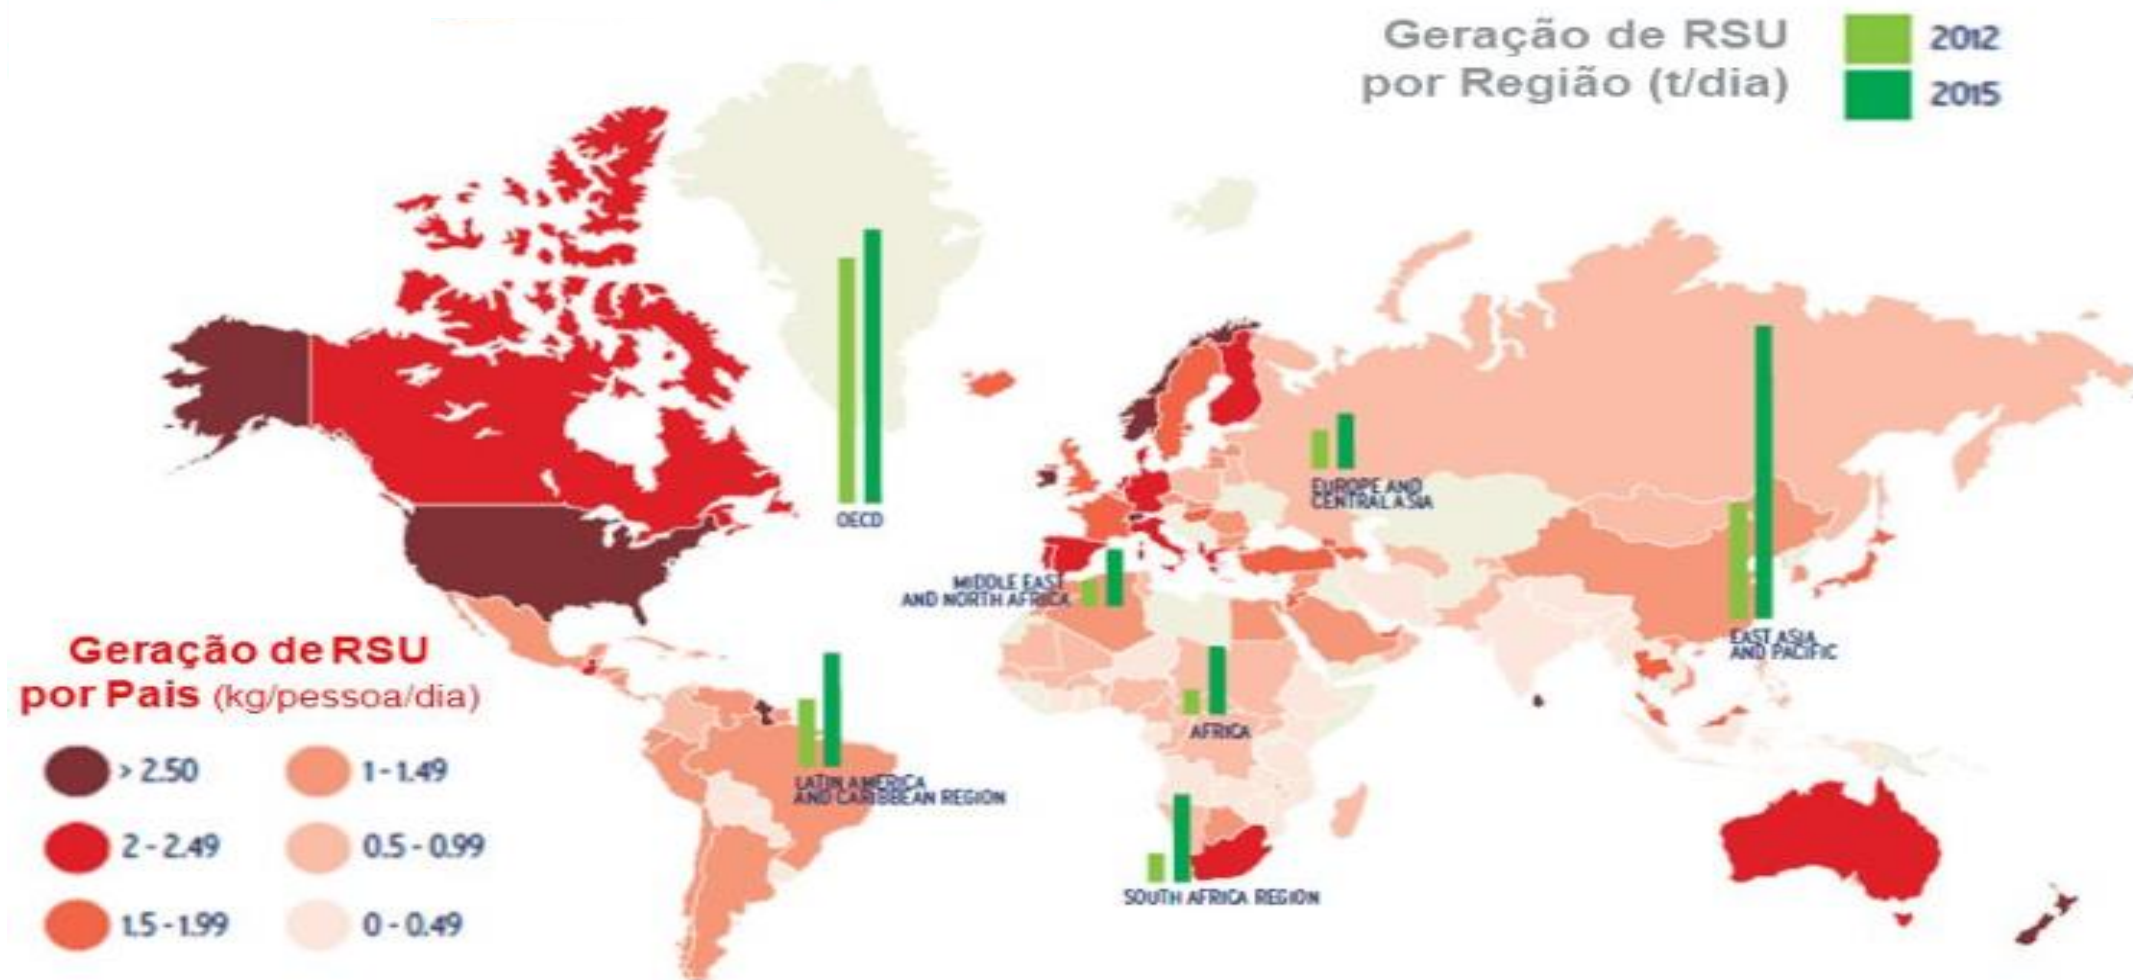 Geração de RSU
por Região (t/dia)
2012
2015
OECD
EUROPE AND
CENTRAL ASIA
MIDDLE EAST
AND NORTH AFRICA
EAST ASIA
AND PACIFIC
AFRICA
LATIN AMERICA
AND CARIBBEAN REGION
SOUTH AFRICA REGION
Geração de RSU
por Pais (kg/pessoa/dia)
> 2.50
2 - 2.49
1.5 - 1.99
1 - 1.49
0.5 - 0.99
0 - 0.49